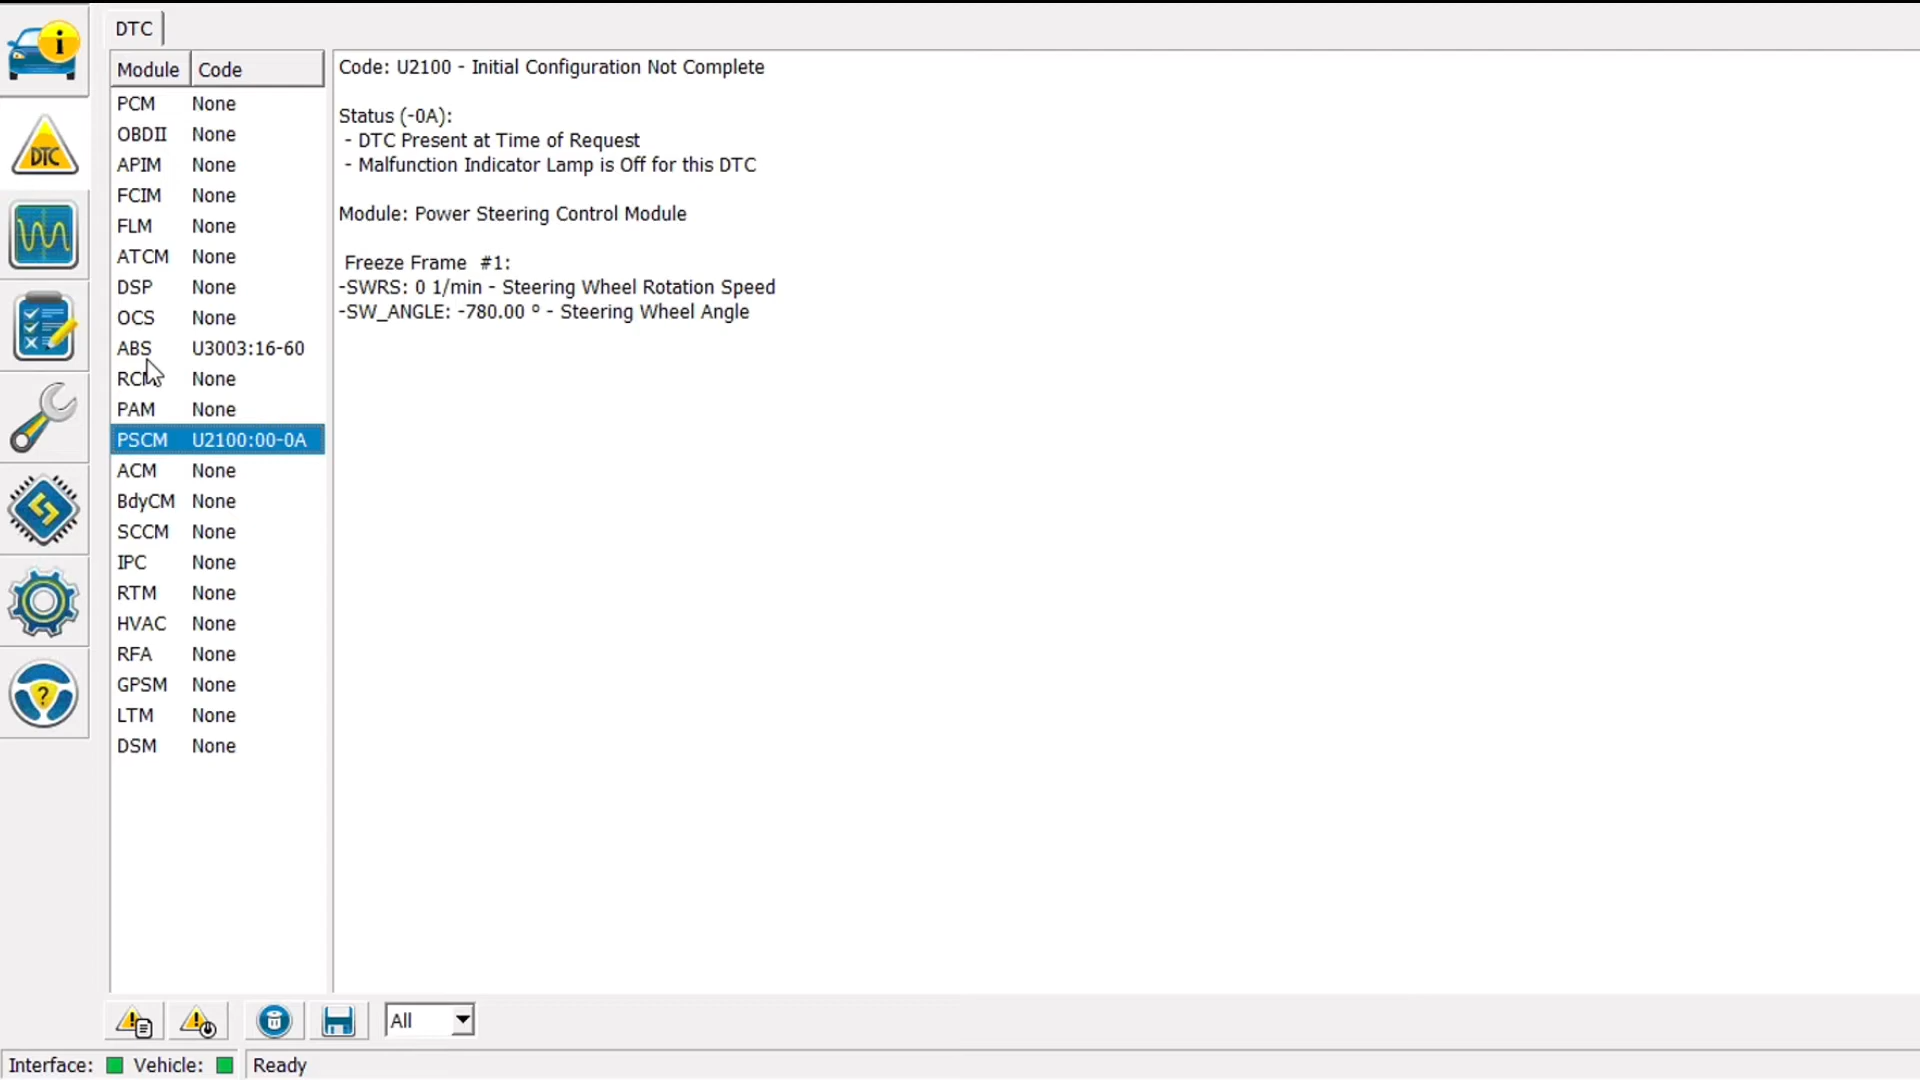 DTC
Module Code
PCM None
OBDII None
APIM None
FCIM None
FLM None
ATCM None
DSP None
OCS None
ABS U3003:16-60
RCM None
PAM None
PSCM U2100:00-0A
ACM None
BdyCM None
SCCM None
IPC None
RTM None
HVAC None
RFA None
GPSM None
LTM None
DSM None
Code: U2100 - Initial Configuration Not Complete
Status (-0A):
- DTC Present at Time of Request
- Malfunction Indicator Lamp is Off for this DTC
Module: Power Steering Control Module
Freeze Frame #1:
-SWRS: 0 1/min - Steering Wheel Rotation Speed
-SW_ANGLE: -780.00 º - Steering Wheel Angle
DTC
All
Interface: Vehicle: Ready